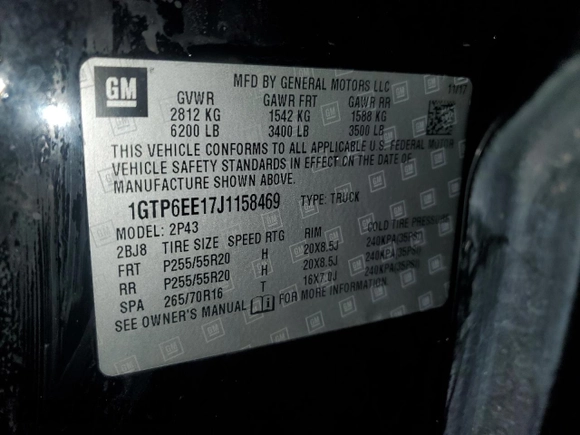 GM
MFD BY GENERAL MOTORS LLC 11/17
GVWR GAWR FRT GAWR RR
2812 KG 1542 KG 1588 KG
6200 LB 3400 LB 3500 LB
THIS VEHICLE CONFORMS TO ALL APPLICABLE U.S. FEDERAL MOTOR
VEHICLE SAFETY STANDARDS IN EFFECT ON THE DATE OF
MANUFACTURE SHOWN ABOVE.
1GTP6EE17J1158469 TYPE: TRUCK
MODEL: 2P43
2BJ8 TIRE SIZE SPEED RTG RIM COLD TIRE PRESSURE
FRT P255/55R20 H 20X8.5J 240KPA(35PSI)
RR P255/55R20 H 20X8.5J 240KPA(35PSI)
SPA 265/70R16 T 16X7.0J 240KPA(35PSI)
SEE OWNER'S MANUAL FOR MORE INFORMATION